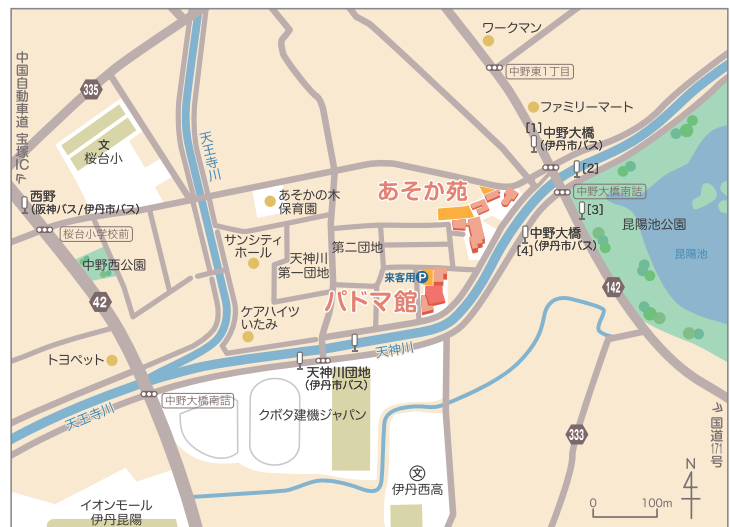 ワークマン
中野東1丁目
中国自動車道 宝塚IC
335
ファミリーマート
[1]
中野大橋
(伊丹市バス)
文
桜台小
天王寺川
[2]
西野
(阪神バス/伊丹市バス)
あそかの木
保育園
あそか苑
中野大橋南詰
[3]
昆陽池公園
桜台小学校前
サンシティ
ホール
天神川
第一団地
第二団地
中野大橋
(伊丹市バス)
[4]
昆陽池
中野西公園
来客用P
パドマ館
142
42
ケアハイツ
いたみ
天神川
トヨペット
天神川団地
(伊丹市バス)
中野大橋南詰
天王寺川
クボタ建機ジャパン
国道171号
333
文
伊丹西高
N
0 100m
イオンモール
伊丹昆陽